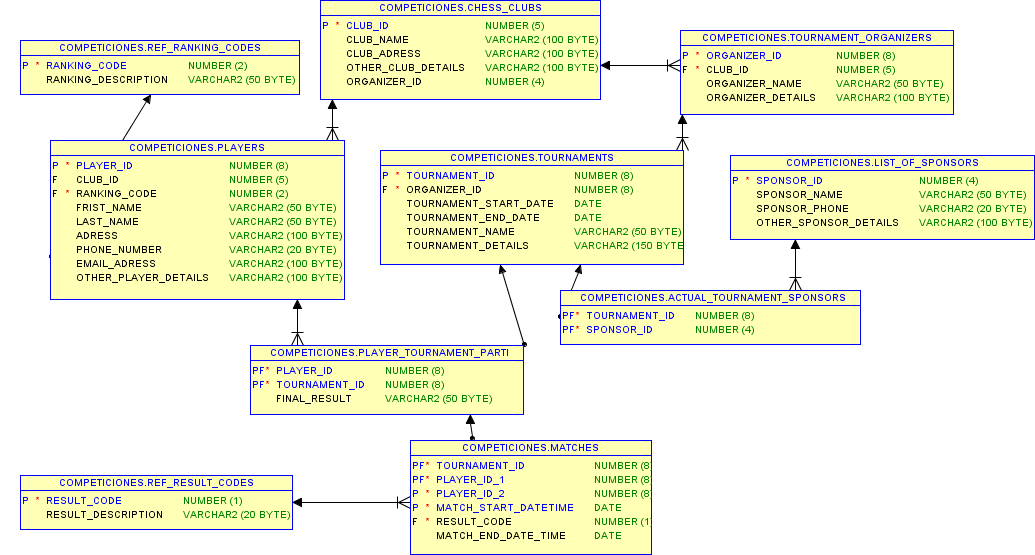 COMPETICIONES.CHESS_CLUBS
P * CLUB_ID NUMBER (5)
CLUB_NAME VARCHAR2 (100 BYTE)
CLUB_ADRESS VARCHAR2 (100 BYTE)
OTHER_CLUB_DETAILS VARCHAR2 (100 BYTE)
ORGANIZER_ID NUMBER (4)
COMPETICIONES.REF_RANKING_CODES
P * RANKING_CODE NUMBER (2)
RANKING_DESCRIPTION VARCHAR2 (50 BYTE)
COMPETICIONES.TOURNAMENT_ORGANIZERS
P * ORGANIZER_ID NUMBER (8)
F * CLUB_ID NUMBER (5)
ORGANIZER_NAME VARCHAR2 (50 BYTE)
ORGANIZER_DETAILS VARCHAR2 (100 BYTE)
COMPETICIONES.PLAYERS
P * PLAYER_ID NUMBER (8)
F CLUB_ID NUMBER (5)
F * RANKING_CODE NUMBER (2)
FRIST_NAME VARCHAR2 (50 BYTE)
LAST_NAME VARCHAR2 (50 BYTE)
ADRESS VARCHAR2 (100 BYTE)
PHONE_NUMBER VARCHAR2 (20 BYTE)
EMAIL_ADRESS VARCHAR2 (100 BYTE)
OTHER_PLAYER_DETAILS VARCHAR2 (100 BYTE)
COMPETICIONES.TOURNAMENTS
P * TOURNAMENT_ID NUMBER (8)
F * ORGANIZER_ID NUMBER (8)
TOURNAMENT_START_DATE DATE
TOURNAMENT_END_DATE DATE
TOURNAMENT_NAME VARCHAR2 (50 BYTE)
TOURNAMENT_DETAILS VARCHAR2 (150 BYTE
COMPETICIONES.LIST_OF_SPONSORS
P * SPONSOR_ID NUMBER (4)
SPONSOR_NAME VARCHAR2 (50 BYTE)
SPONSOR_PHONE VARCHAR2 (20 BYTE)
OTHER_SPONSOR_DETAILS VARCHAR2 (100 BYTE)
COMPETICIONES.ACTUAL_TOURNAMENT_SPONSORS
PF* TOURNAMENT_ID NUMBER (8)
PF* SPONSOR_ID NUMBER (4)
COMPETICIONES.PLAYER_TOURNAMENT_PARTI
PF* PLAYER_ID NUMBER (8)
PF* TOURNAMENT_ID NUMBER (8)
FINAL_RESULT VARCHAR2 (50 BYTE)
COMPETICIONES.MATCHES
PF* TOURNAMENT_ID NUMBER (8
PF* PLAYER_ID_1 NUMBER (8
P * PLAYER_ID_2 NUMBER (8
P * MATCH_START_DATETIME DATE
F * RESULT_CODE NUMBER (1
MATCH_END_DATE_TIME DATE
COMPETICIONES.REF_RESULT_CODES
P * RESULT_CODE NUMBER (1)
RESULT_DESCRIPTION VARCHAR2 (20 BYTE)